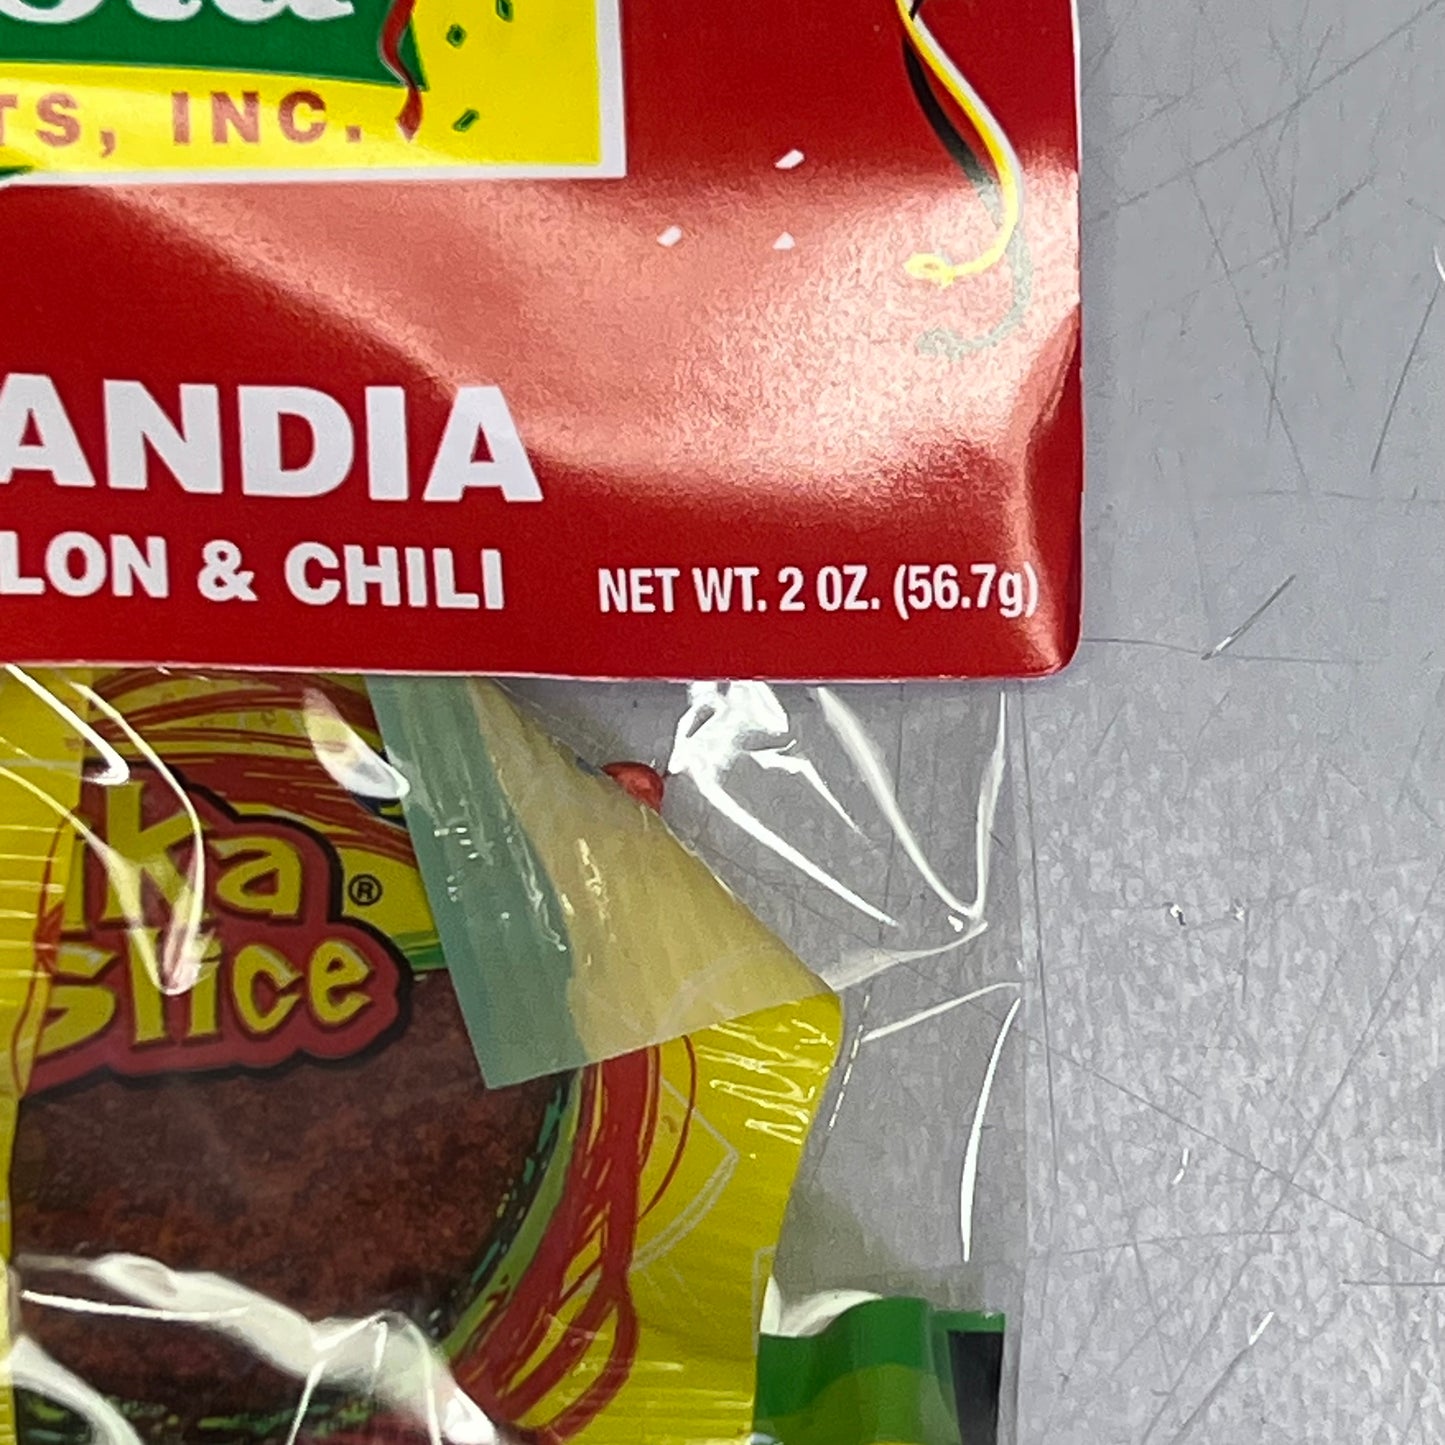 TS, INC.
ANDIA
LON & CHILI
NET WT. 2 OZ. (56.7g)
ka ®
slice